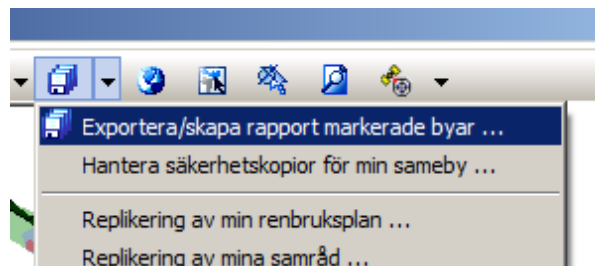 Exportera/skapa rapport markerade byar ...
Hantera säkerhetskopior för min sameby ...
Replikering av min renbruksplan ...
Replikering av mina samråd ...